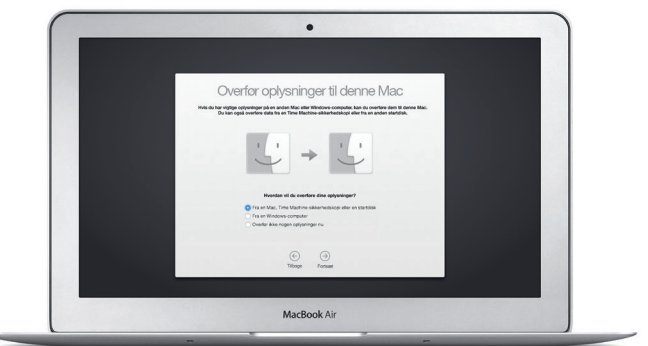 Overfør oplysninger til denne Mac
Hvis du har vigtige oplysninger på en anden Mac eller Windows-computer, kan du overføre dem til denne Mac.
Du kan også overføre data fra en Time Machine-sikkerhedskopi eller fra en anden startdisk.
Hvordan vil du overføre dine oplysninger?
Fra en Mac, Time Machine-sikkerhedskopi eller en startdisk
Fra en Windows-computer
Overfør ikke nogen oplysninger nu
Tilbage Fortsæt
MacBook Air